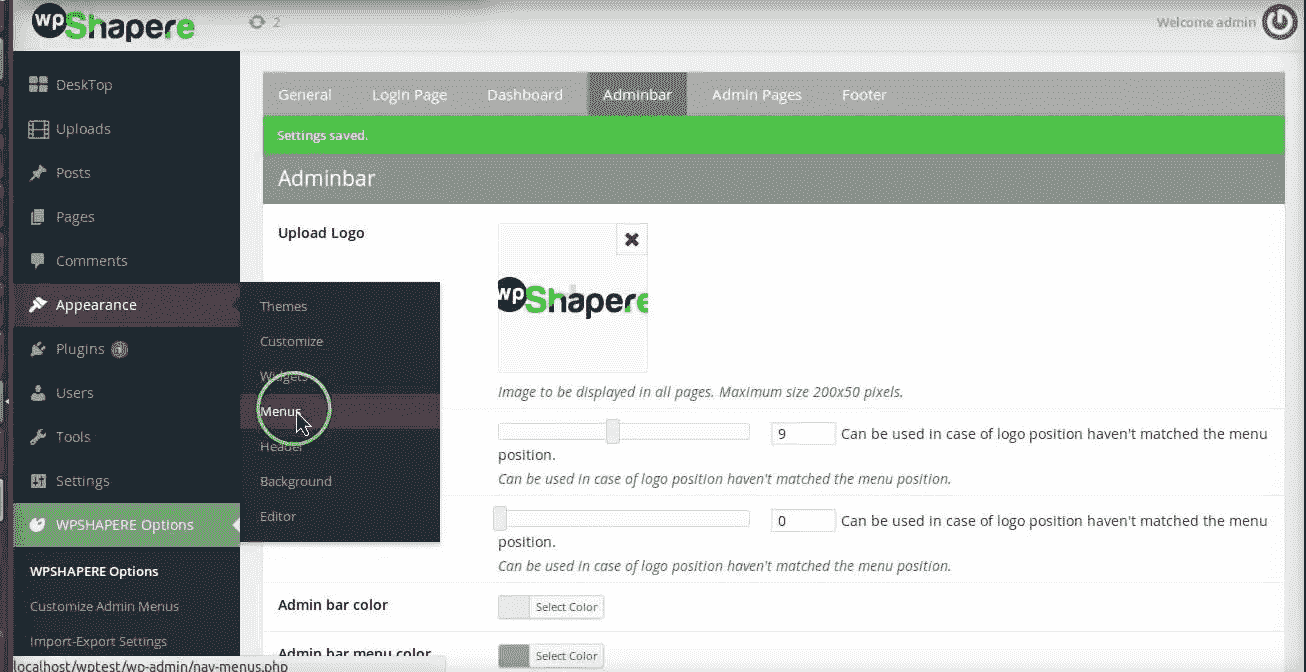 wpShapere
2
Welcome admin
DeskTop
Uploads
Posts
Pages
Comments
Appearance
Plugins 1
Users
Tools
Settings
WPSHAPERE Options
WPSHAPERE Options
Customize Admin Menus
Import-Export Settings
localhost/wptest/wp-admin/nav-menus.php
Themes
Customize
Widgets
Menus
Header
Background
Editor
General Login Page Dashboard Adminbar Admin Pages Footer
Settings saved.
Adminbar
Upload Logo
wpShapere
Image to be displayed in all pages. Maximum size 200x50 pixels.
9 Can be used in case of logo position haven't matched the menu
position.
Can be used in case of logo position haven't matched the menu position.
0 Can be used in case of logo position haven't matched the menu
position.
Can be used in case of logo position haven't matched the menu position.
Admin bar color
Select Color
Admin bar menu color
Select Color